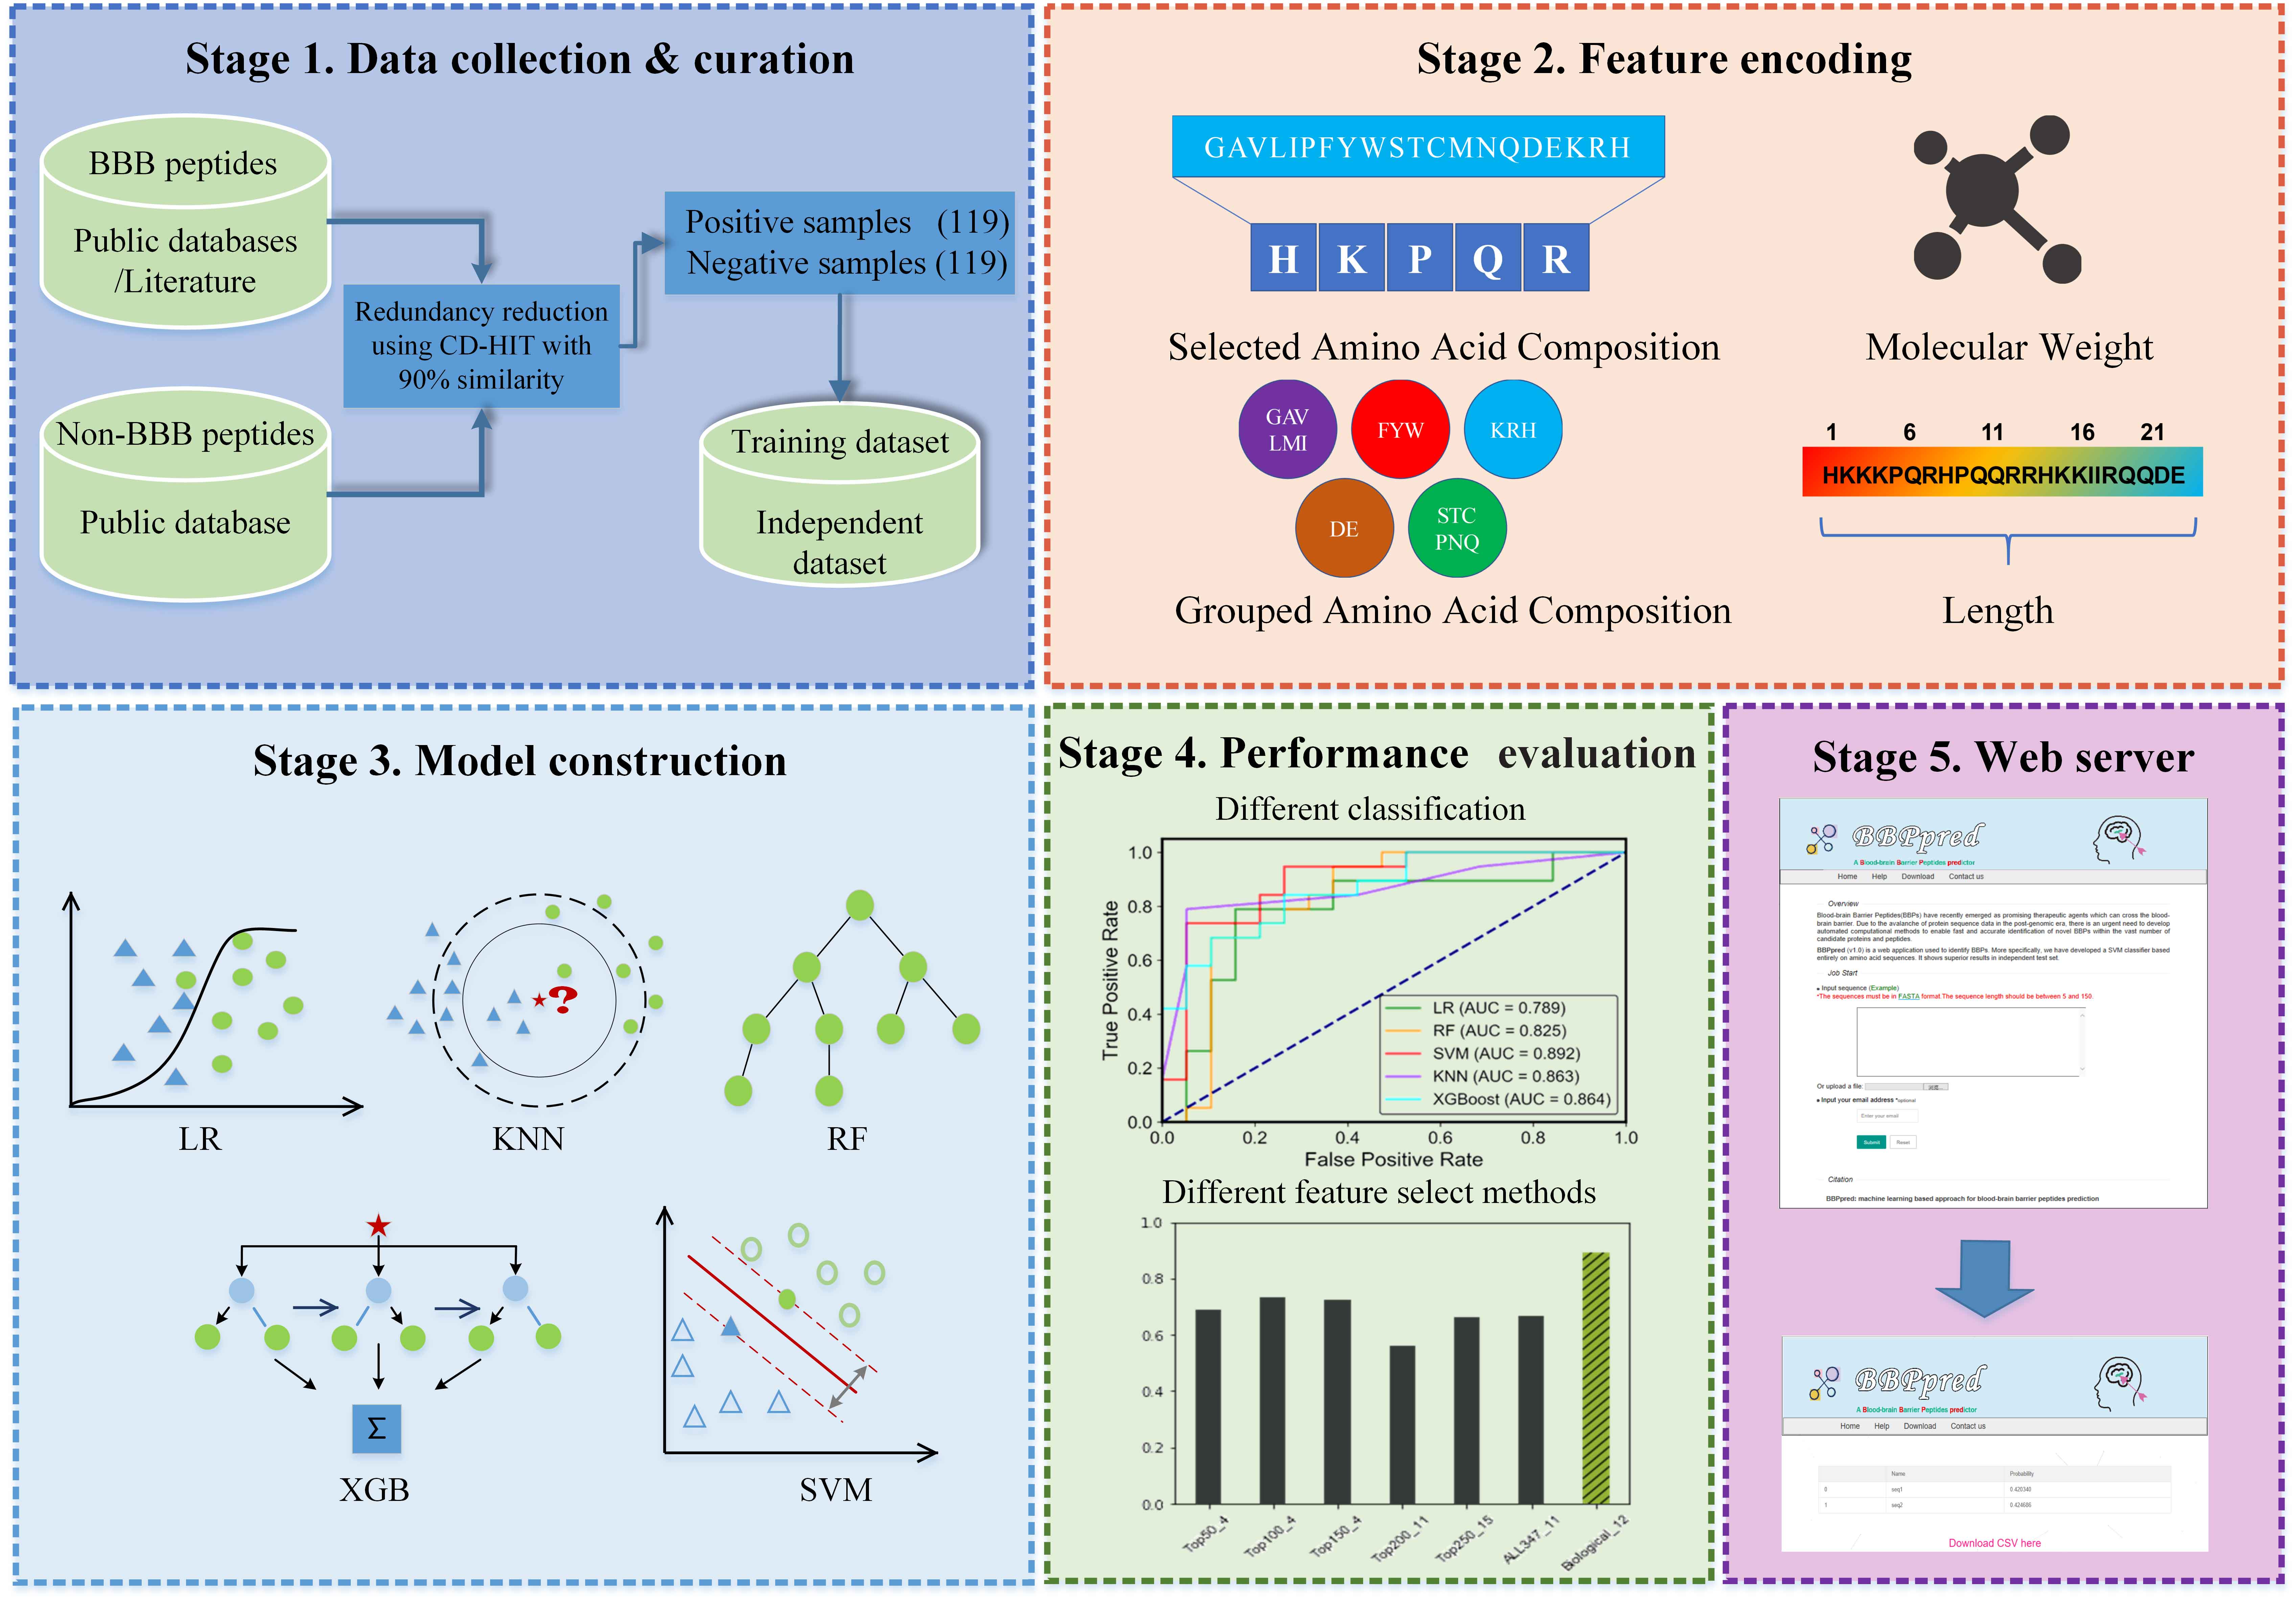 Stage 1. Data collection & curation
BBB peptides
Public databases
/Literature
Non-BBB peptides
Public database
Redundancy reduction
using CD-HIT with
90% similarity
Positive samples (119)
Negative samples (119)
Training dataset
Independent
dataset
Stage 2. Feature encoding
GAVLIPFYWSTCMNQDEKRH
H K P Q R
Selected Amino Acid Composition
Molecular Weight
GAV
LMI
FYW
KRH
DE
STC
PNQ
Grouped Amino Acid Composition
1 6 11 16 21
HKKKPQRHPQQRRHKKIIRQQDE
Length
Stage 3. Model construction
?
LR
KNN
RF
Σ
XGB
SVM
Stage 4. Performance evaluation
Different classification
True Positive Rate
1.0
0.8
0.6
0.4
0.2
0.0
LR (AUC = 0.789)
RF (AUC = 0.825)
SVM (AUC = 0.892)
KNN (AUC = 0.863)
XGBoost (AUC = 0.864)
0.0 0.2 0.4 0.6 0.8 1.0
False Positive Rate
Different feature select methods
1.0
0.8
0.6
0.4
0.2
0.0
Top50_4
Top100_4
Top150_4
Top200_11
Top250_15
ALL347_11
Biological_12
Stage 5. Web server
BBPpred
A Blood-brain Barrier Peptides predictor
Home Help Download Contact us
Overview
Blood-brain Barrier Peptides(BBPs) have recently emerged as promising therapeutic agents which can cross the blood-
brain barrier. Due to the avalanche of protein sequence data in the post-genomic era, there is an urgent need to develop
automated computational methods to enable fast and accurate identification of novel BBPs within the vast number of
candidate proteins and peptides.
BBPpred (v1.0) is a web application used to identify BBPs. More specifically, we have developed a SVM classifier based
entirely on amino acid sequences. It shows superior results in independent test set.
Job Start
Input sequence (Example)
*The sequences must be in FASTA format.The sequence length should be between 5 and 150.
Or upload a file
浏览...
Input your email address *optional
Enter your email
Submit Reset
Citation
BBPpred: machine learning based approach for blood-brain barrier peptides prediction
BBPpred
A Blood-brain Barrier Peptides predictor
Home Help Download Contact us
Name Probability
0 seq1 0.420340
1 seq2 0.424686
Download CSV here